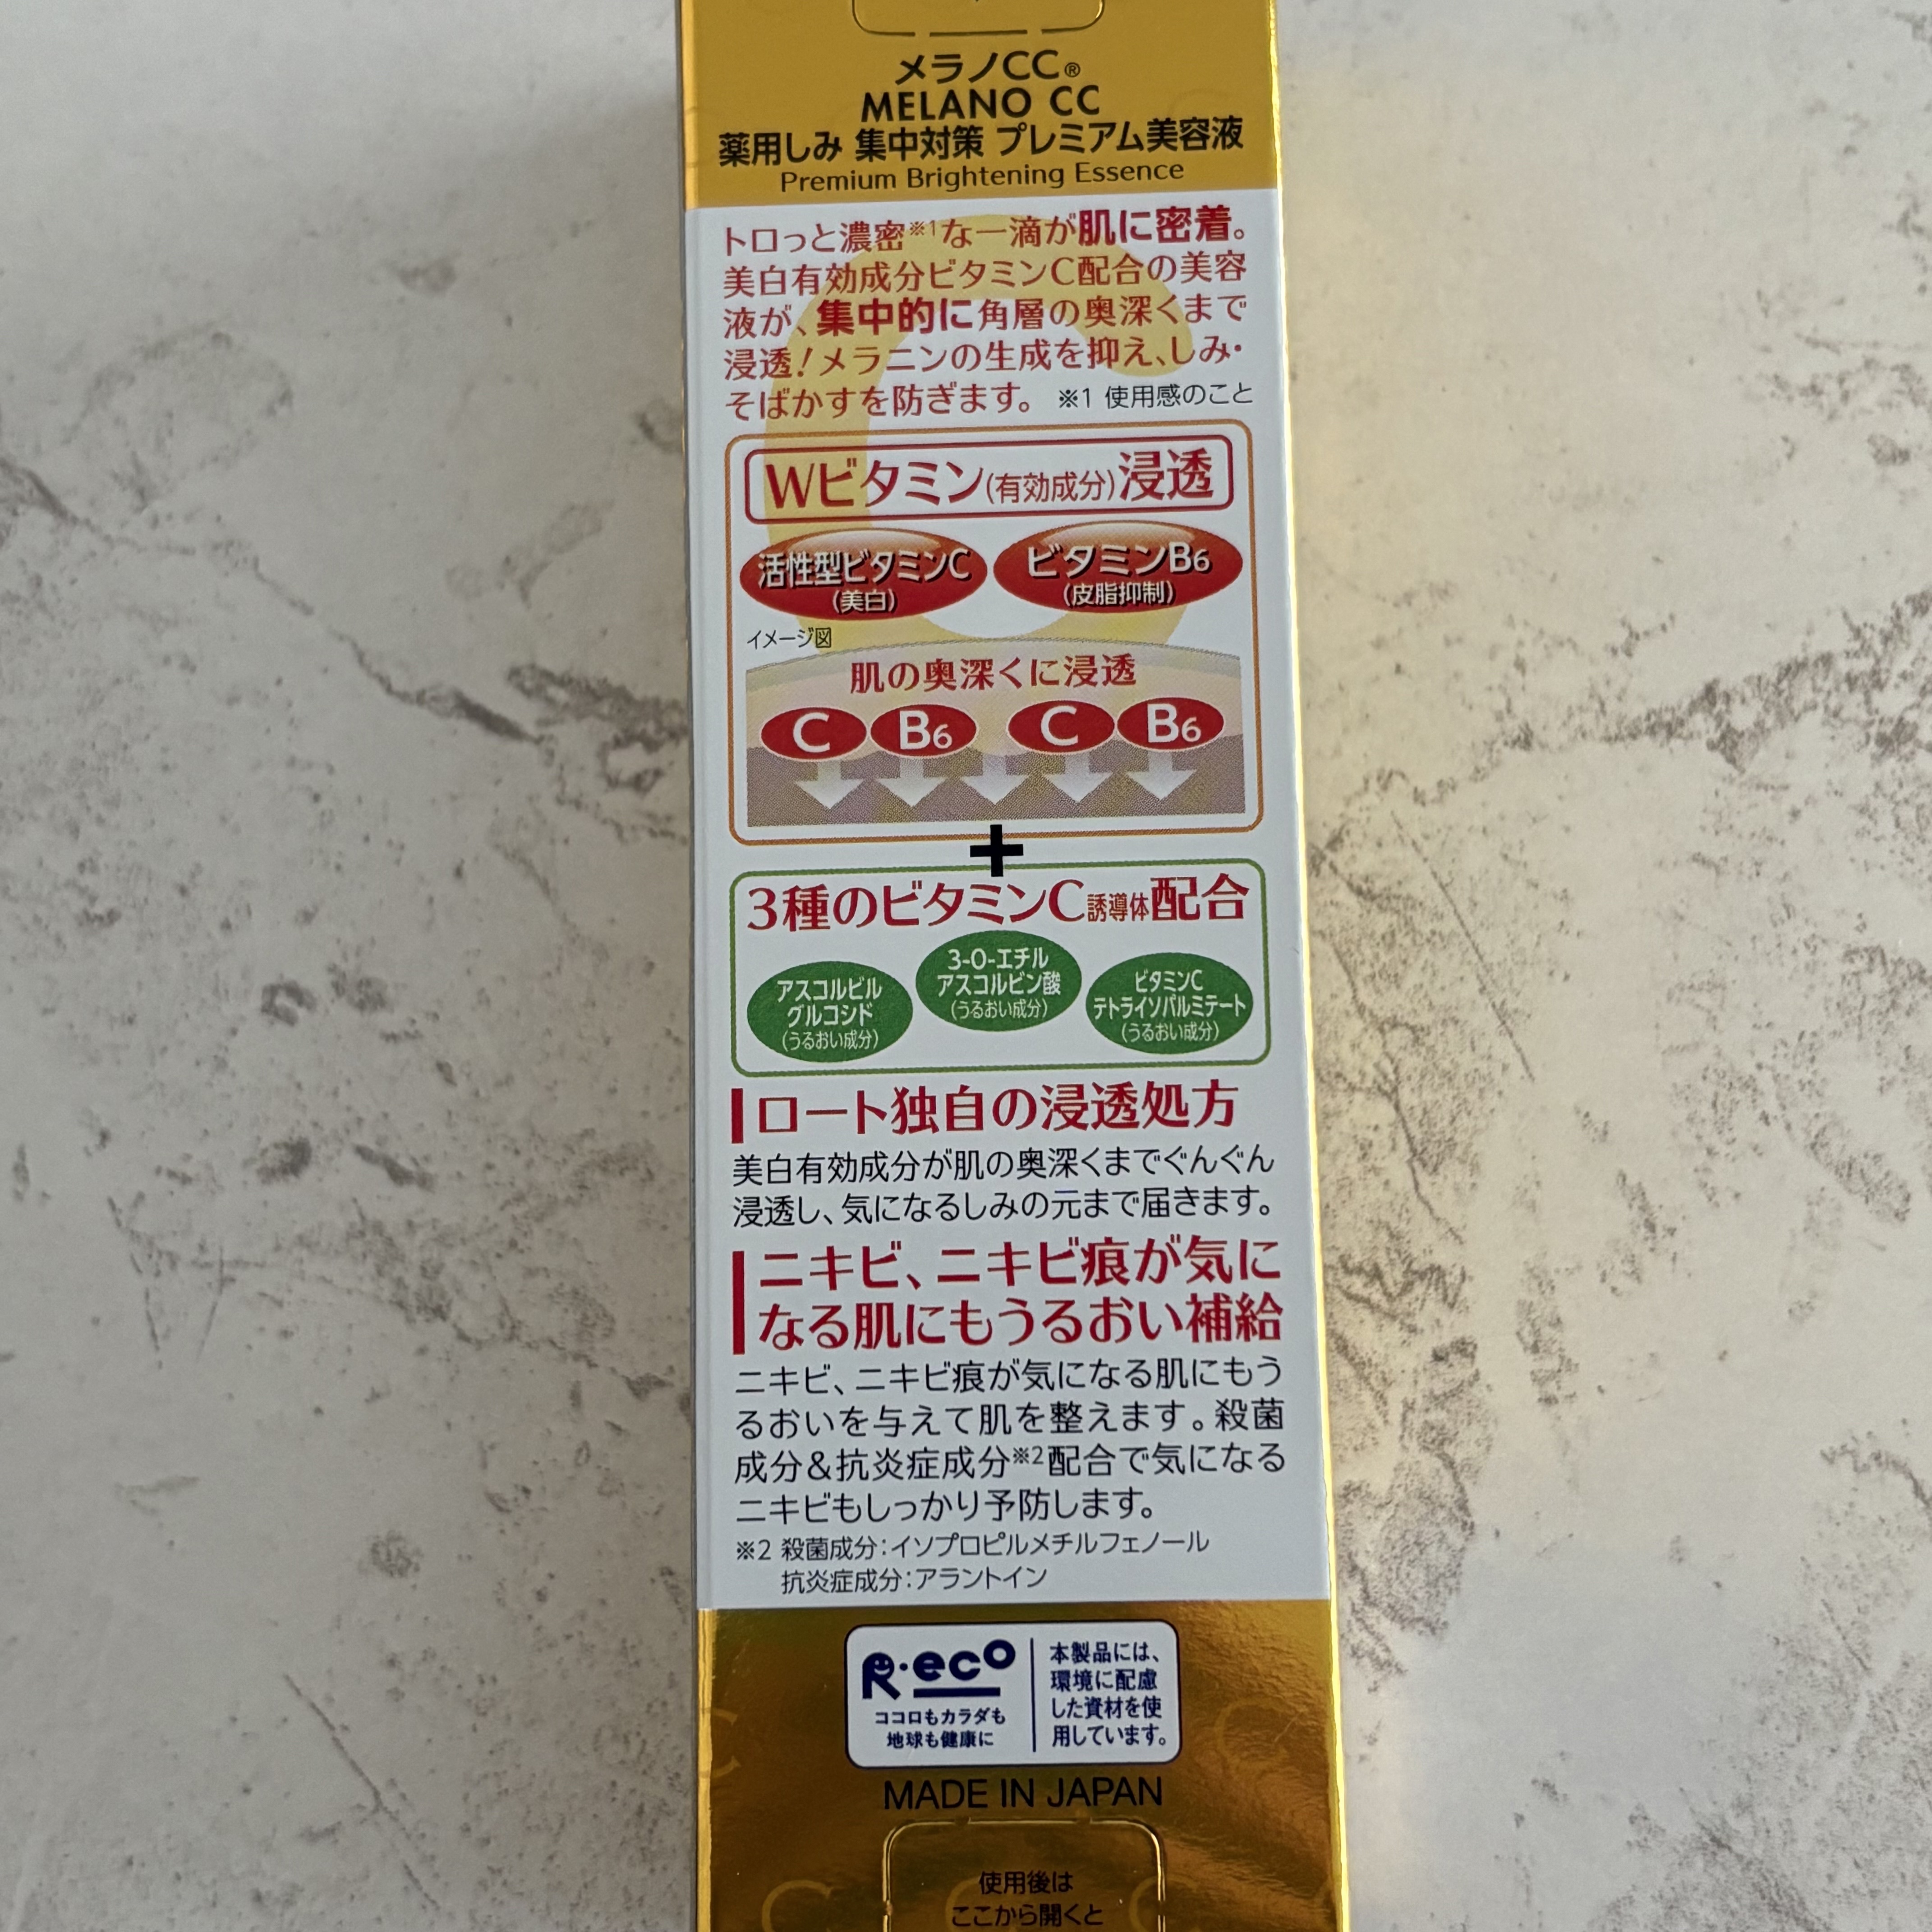 メラノCC®
MELANO CC
薬用しみ 集中対策 プレミアム美容液
Premium Brightening Essence
トロっと濃密※1な一滴が肌に密着。
美白有効成分ビタミンC配合の美容
液が、集中的に角層の奥深くまで
浸透!メラニンの生成を抑え、しみ・
そばかすを防ぎます。 ※1 使用感のこと
Wビタミン(有効成分)浸透
活性型ビタミンC
(美白)
ビタミンB6
(皮脂抑制)
イメージ図
肌の奥深くに浸透
C B6 C B6
+
3種のビタミンC誘導体配合
アスコルビル
グルコシド
(うるおい成分)
3-O-エチル
アスコルビン酸
(うるおい成分)
ビタミンC
テトライソパルミテート
(うるおい成分)
ロート独自の浸透処方
美白有効成分が肌の奥深くまでぐんぐん
浸透し、気になるしみの元まで届きます。
ニキビ、ニキビ痕が気に
なる肌にもうるおい補給
ニキビ、ニキビ痕が気になる肌にもう
るおいを与えて肌を整えます。殺菌
成分&抗炎症成分※2配合で気になる
ニキビもしっかり予防します。
※2 殺菌成分:イソプロピルメチルフェノール
抗炎症成分:アラントイン
R・eco
ココロもカラダも
地球も健康に
本製品には、
環境に配慮
した資材を使
用しています。
MADE IN JAPAN
使用後は
ここから開くと